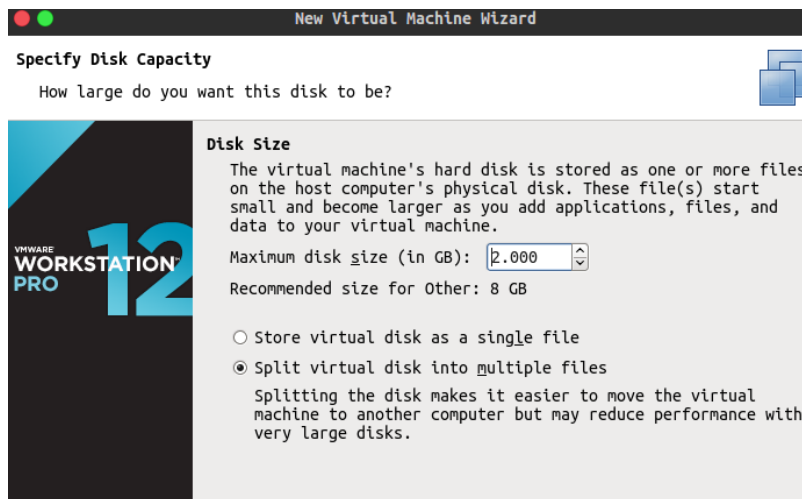 New Virtual Machine Wizard
Specify Disk Capacity
How large do you want this disk to be?
VMWARE
WORKSTATION™
PRO
12
Disk Size
The virtual machine's hard disk is stored as one or more files
on the host computer's physical disk. These file(s) start
small and become larger as you add applications, files, and
data to your virtual machine.
Maximum disk size (in GB): 2.000
Recommended size for Other: 8 GB
Store virtual disk as a single file
Split virtual disk into multiple files
Splitting the disk makes it easier to move the virtual
machine to another computer but may reduce performance with
very large disks.